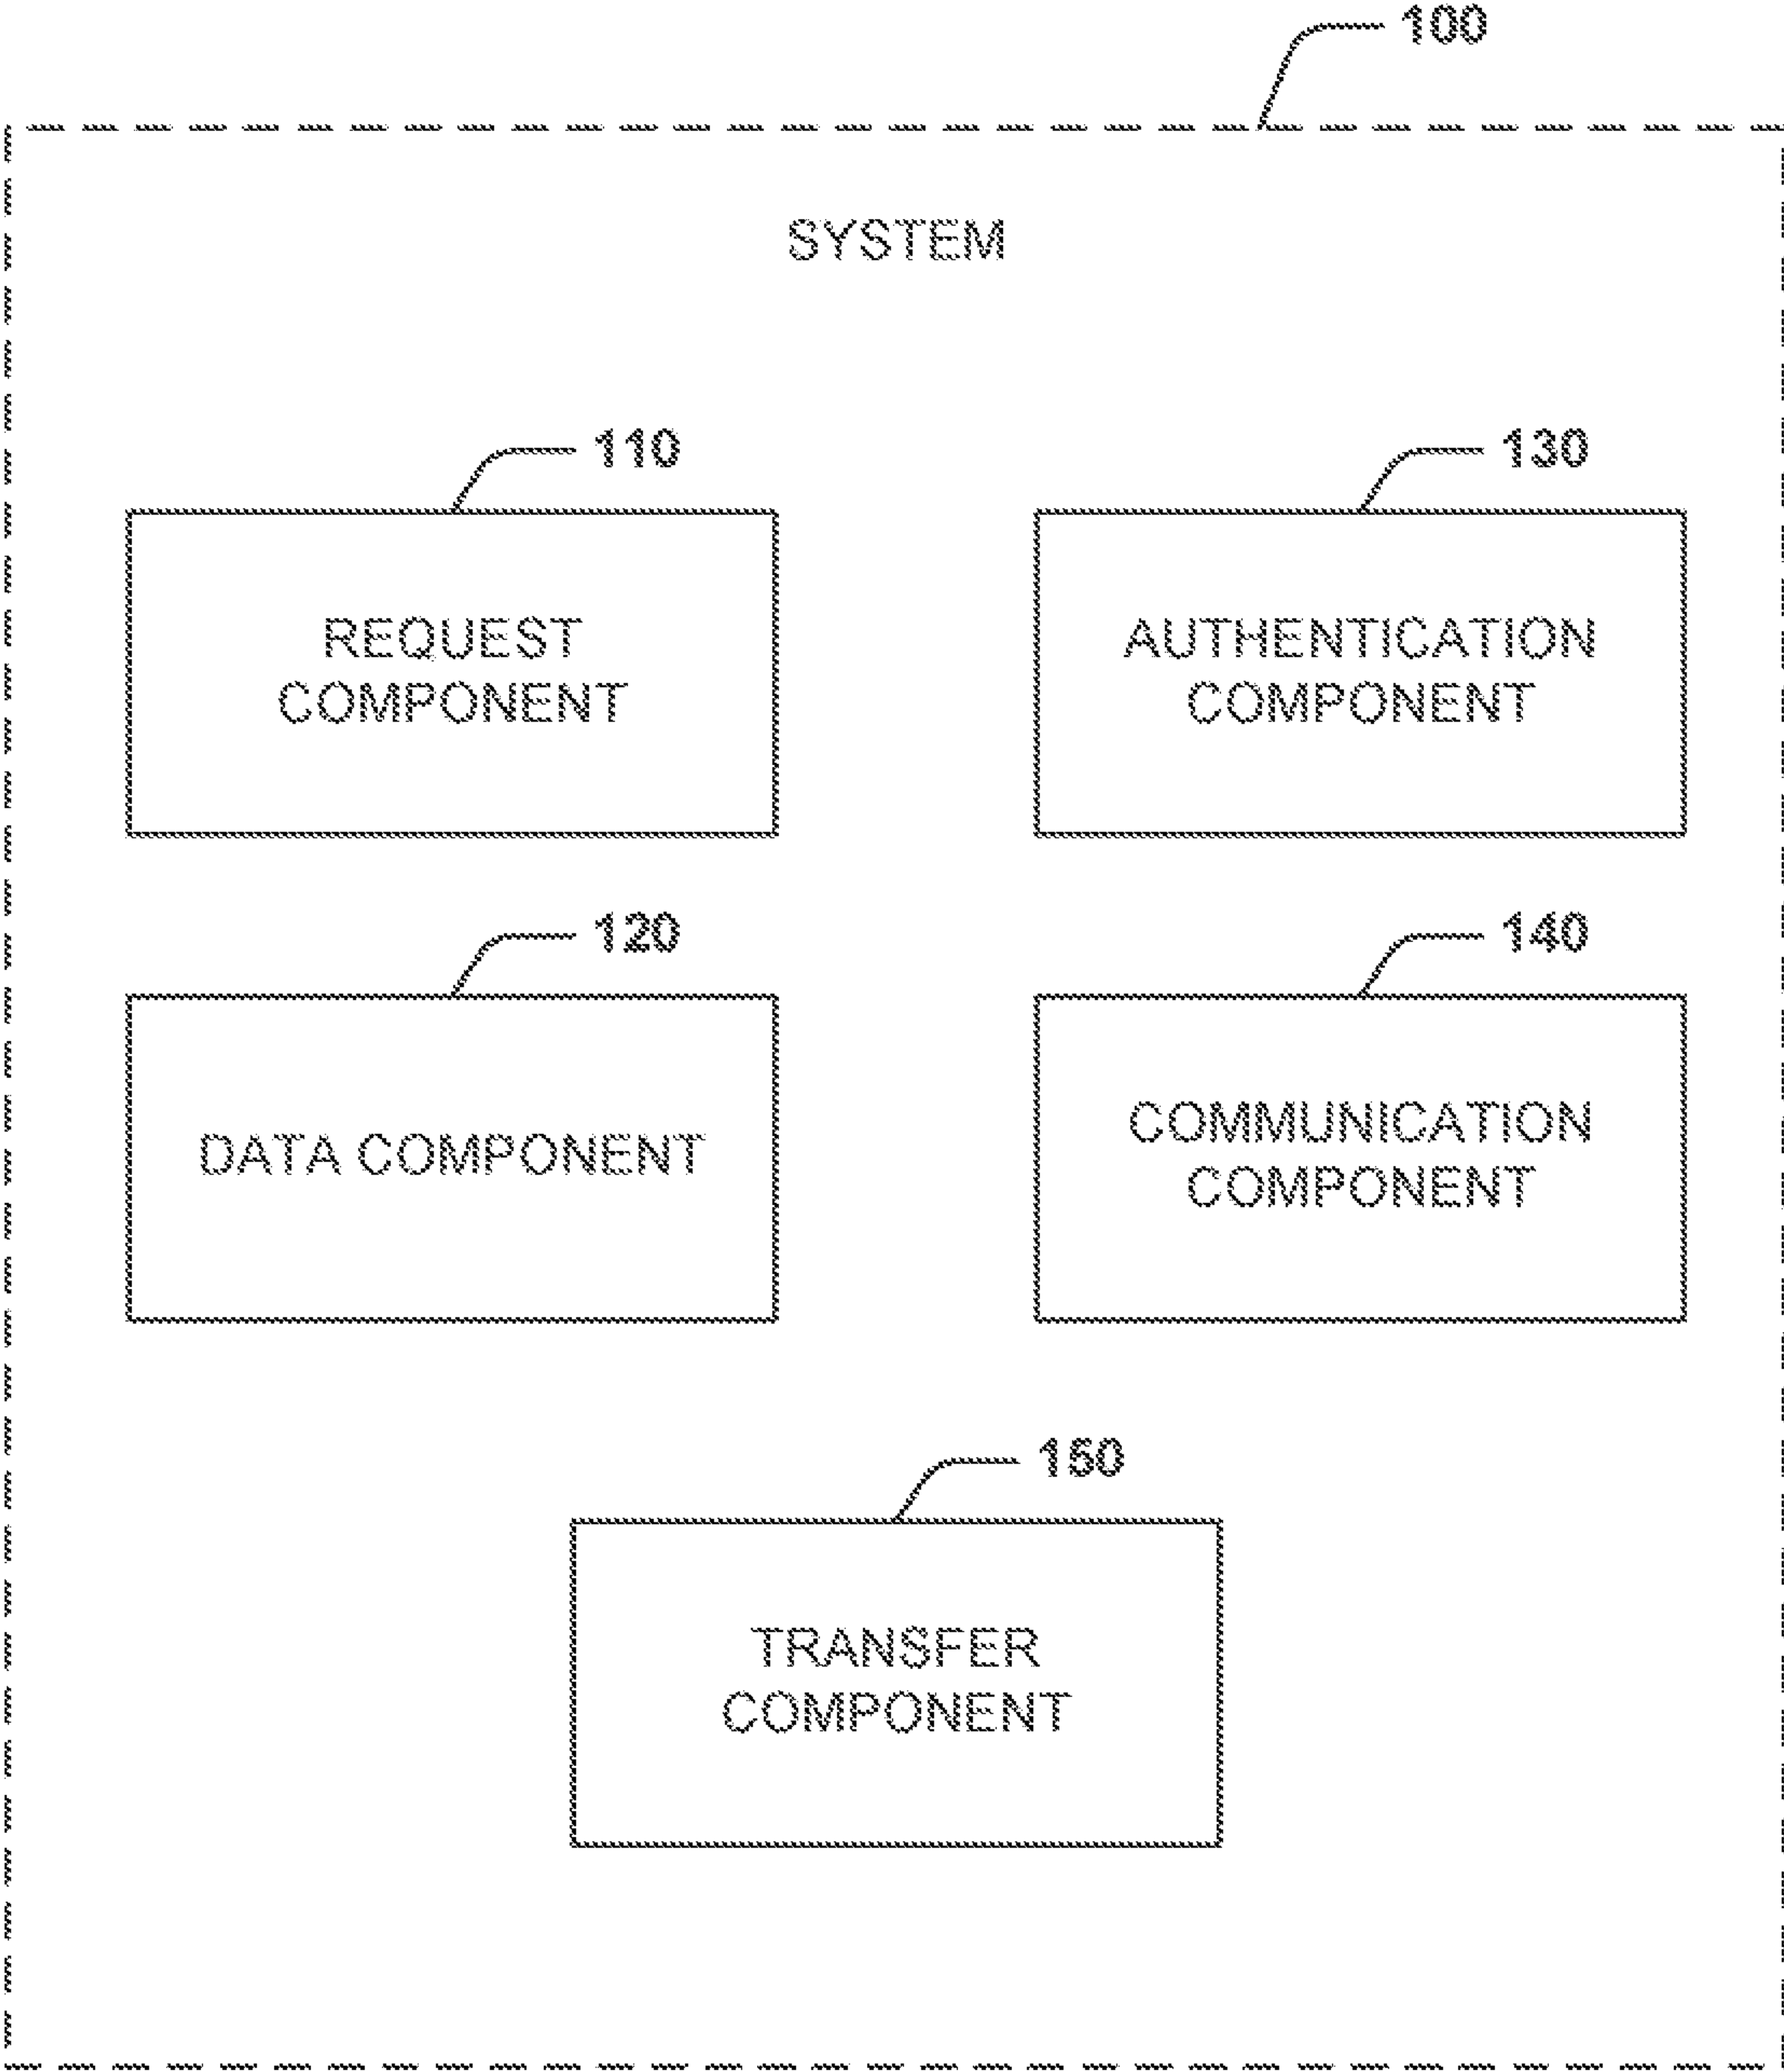 100
SYSTEM
110
REQUEST
COMPONENT
130
AUTHENTICATION
COMPONENT
120
DATA COMPONENT
140
COMMUNICATION
COMPONENT
150
TRANSFER
COMPONENT